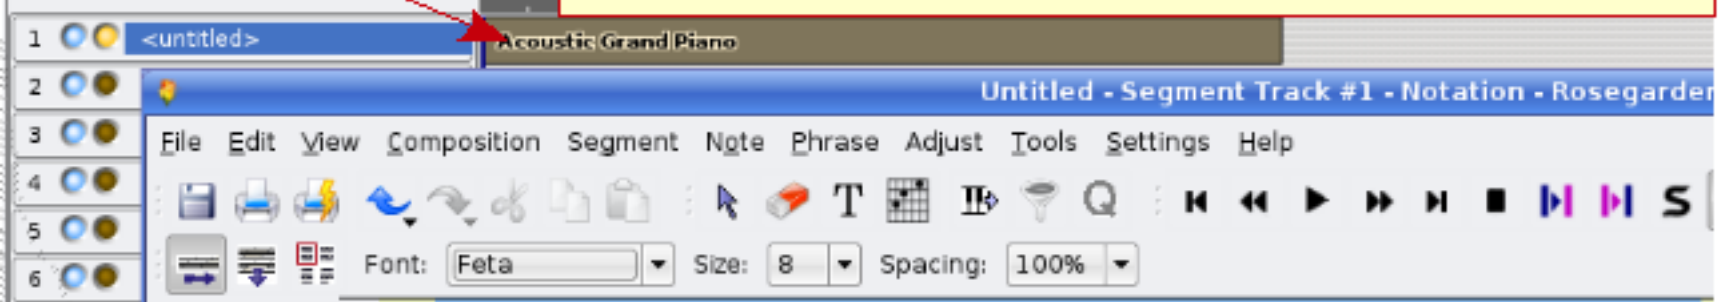 1 <untitled> Acoustic Grand Piano
2 Untitled - Segment Track #1 - Notation - Rosegarden
3 File Edit View Composition Segment Note Phrase Adjust Tools Settings Help
4 T Q S
5
Font: Feta Size: 8 Spacing: 100%
6